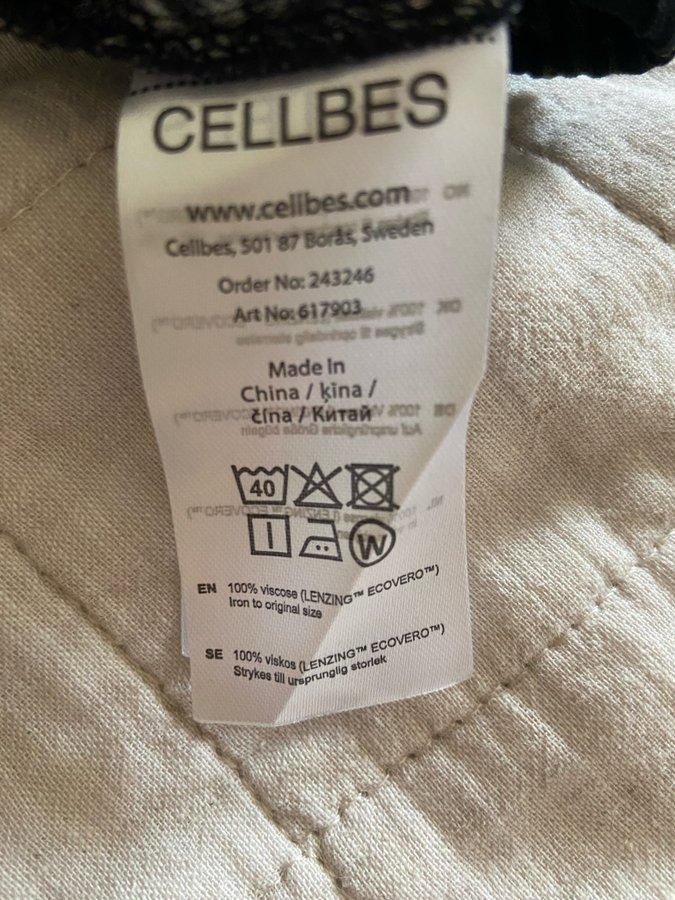 CELLBES
www.cellbes.com
Cellbes, 501 87 Borås, Sweden
Order No: 243246
Art No: 617903
Made in
China / ķīna /
čína / Китай
40
W
EN 100% viscose (LENZING™ ECOVERO™)
Iron to original size
SE 100% viskos (LENZING™ ECOVERO™)
Strykes till ursprunglig storlek